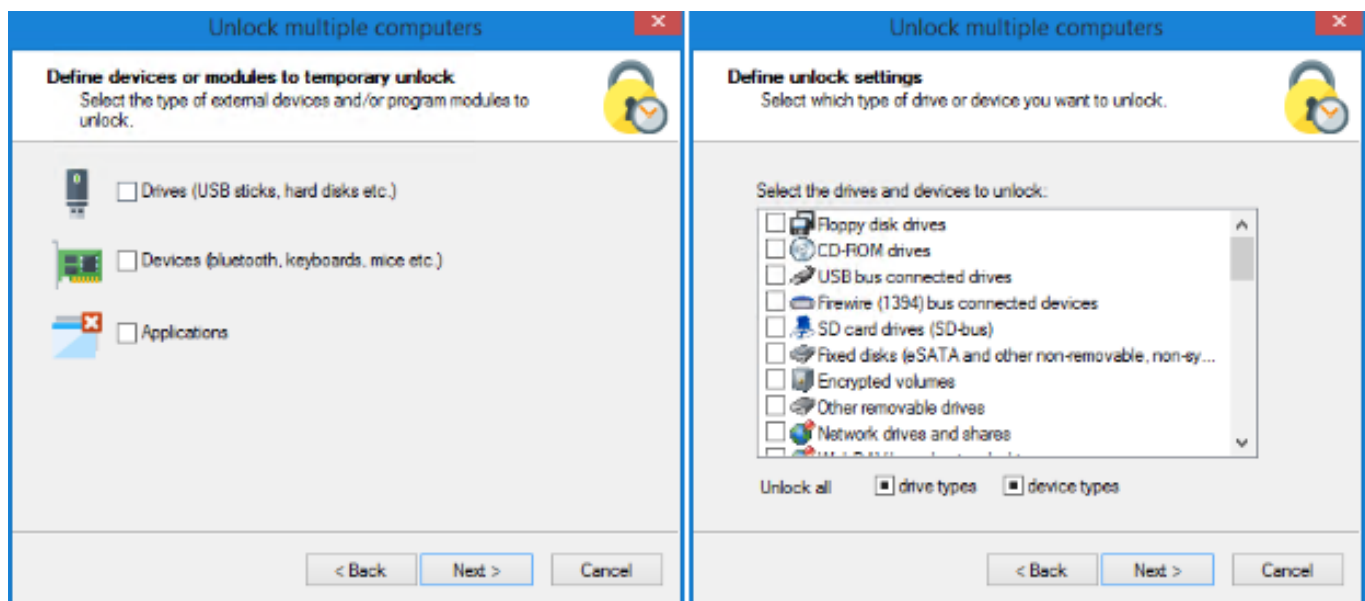 Unlock multiple computers
Define devices or modules to temporary unlock
Select the type of external devices and/or program modules to
unlock.
Drives (USB sticks, hard disks etc.)
Devices (bluetooth, keyboards, mice etc.)
Applications
< Back
Next >
Cancel
Unlock multiple computers
Define unlock settings
Select which type of drive or device you want to unlock.
Select the drives and devices to unlock:
Floppy disk drives
CD-ROM drives
USB bus connected drives
Firewire (1394) bus connected devices
SD card drives (SD-bus)
Fixed disks (eSATA and other non-removable, non-sy...
Encrypted volumes
Other removable drives
Network drives and shares
Unlock all drive types device types
< Back
Next >
Cancel